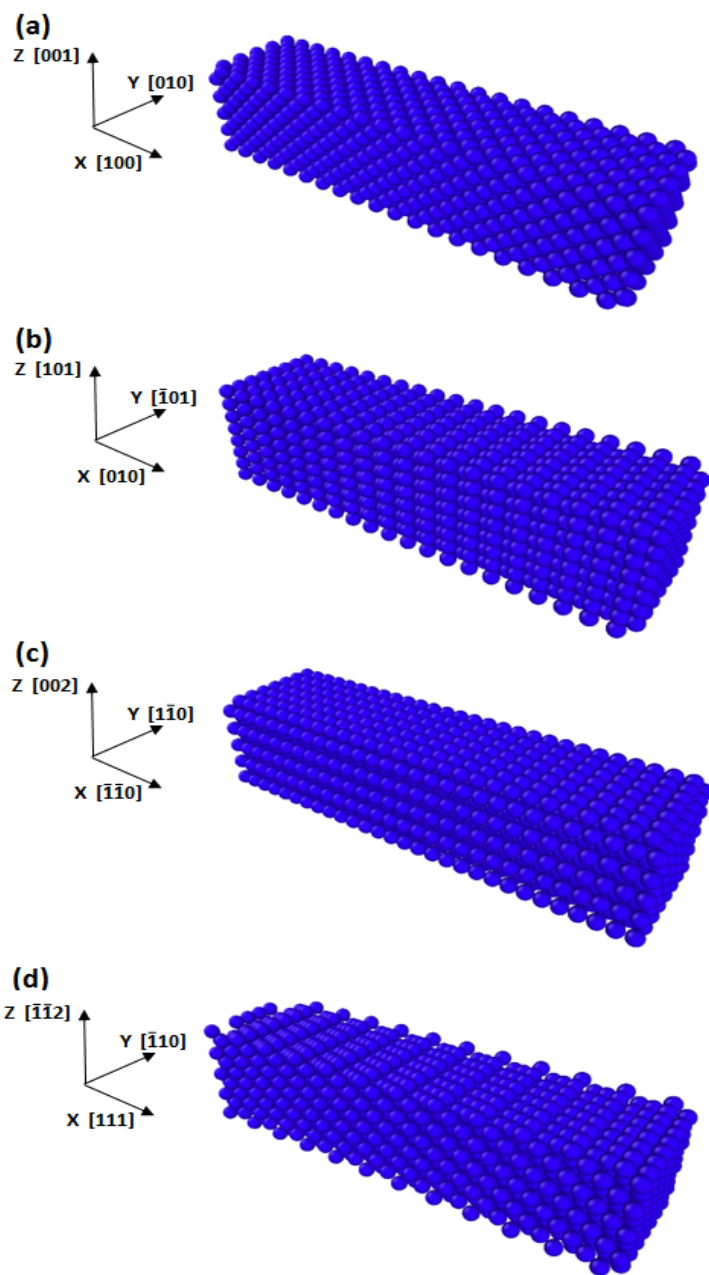 (a)
Z [001]
Y [010]
X [100]
(b)
Z [101]
Y [1̄01]
X [010]
(c)
Z [002]
Y [11̄0]
X [1̄1̄0]
(d)
Z [1̄1̄2]
Y [1̄10]
X [111]